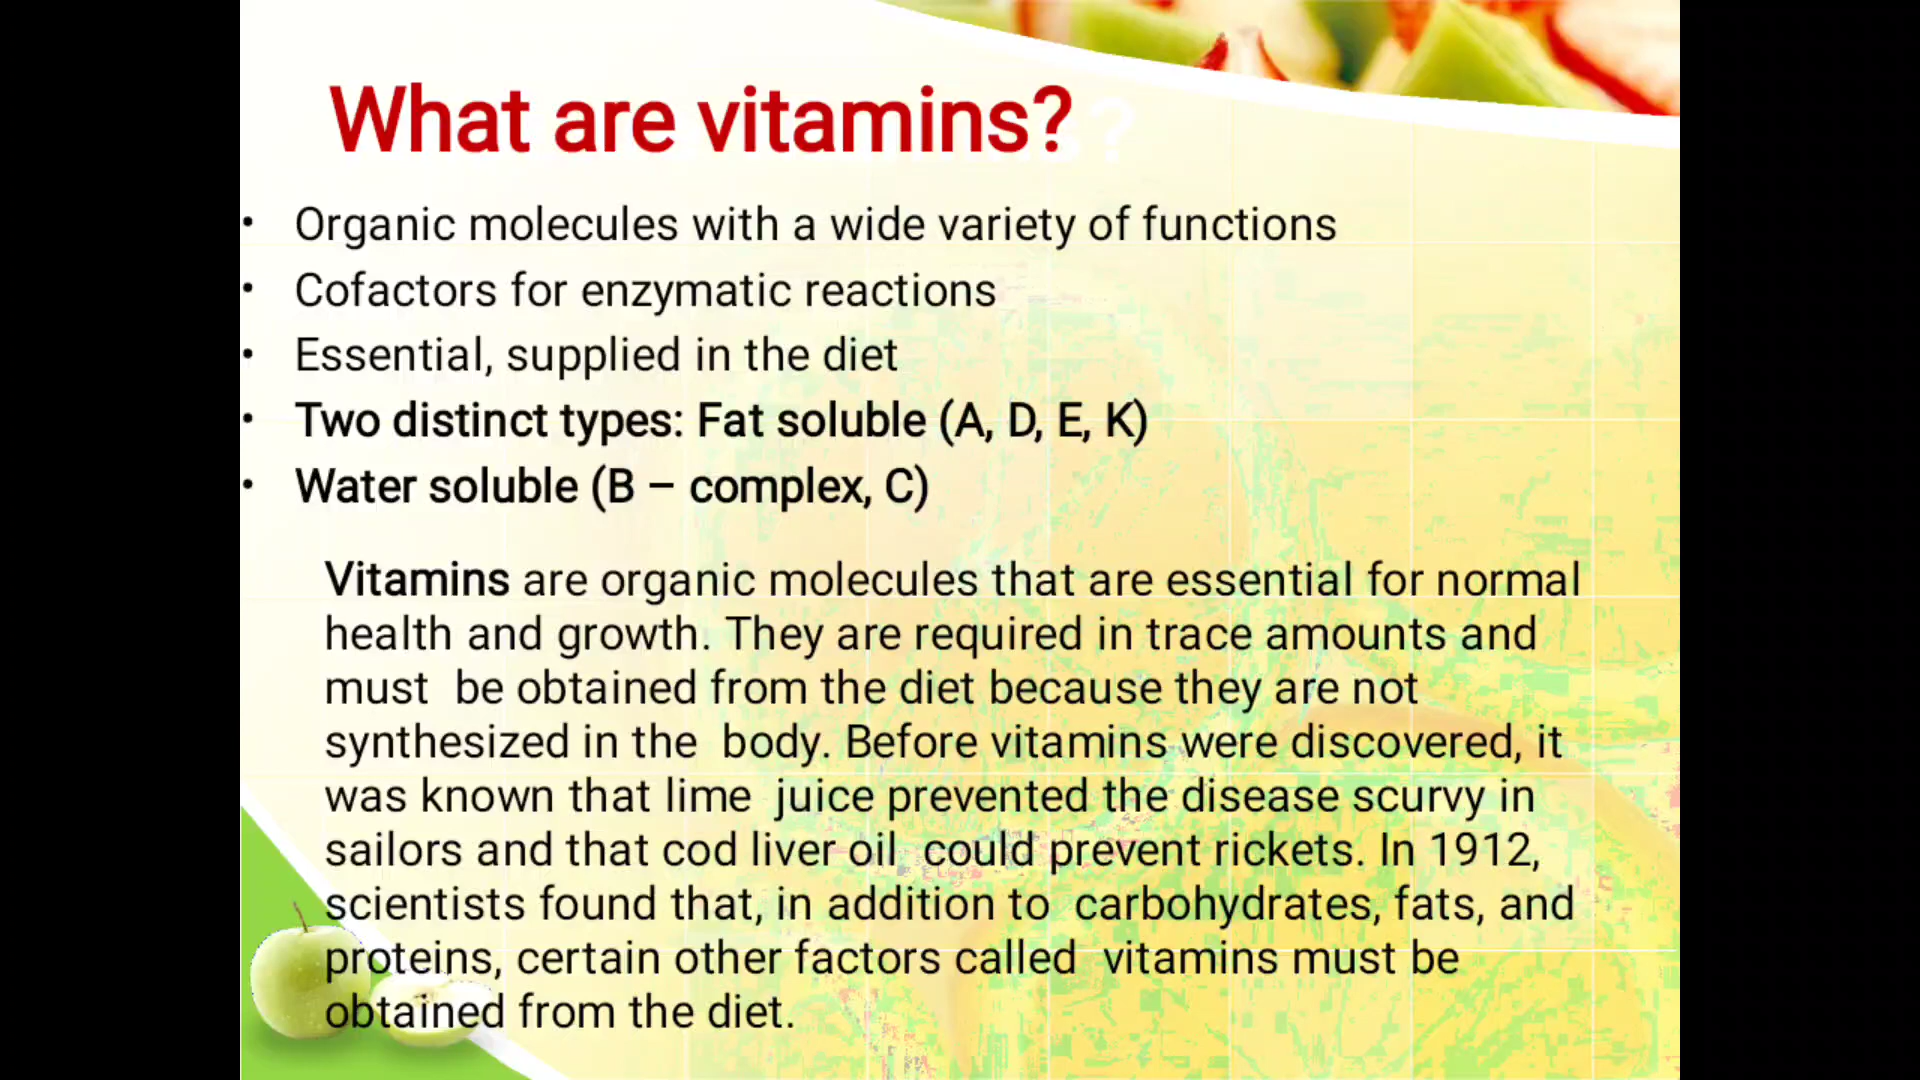 What are vitamins?
• Organic molecules with a wide variety of functions
• Cofactors for enzymatic reactions
• Essential, supplied in the diet
• Two distinct types: Fat soluble (A, D, E, K)
• Water soluble (B – complex, C)
Vitamins are organic molecules that are essential for normal
health and growth. They are required in trace amounts and
must be obtained from the diet because they are not
synthesized in the body. Before vitamins were discovered, it
was known that lime juice prevented the disease scurvy in
sailors and that cod liver oil could prevent rickets. In 1912,
scientists found that, in addition to carbohydrates, fats, and
proteins, certain other factors called vitamins must be
obtained from the diet.